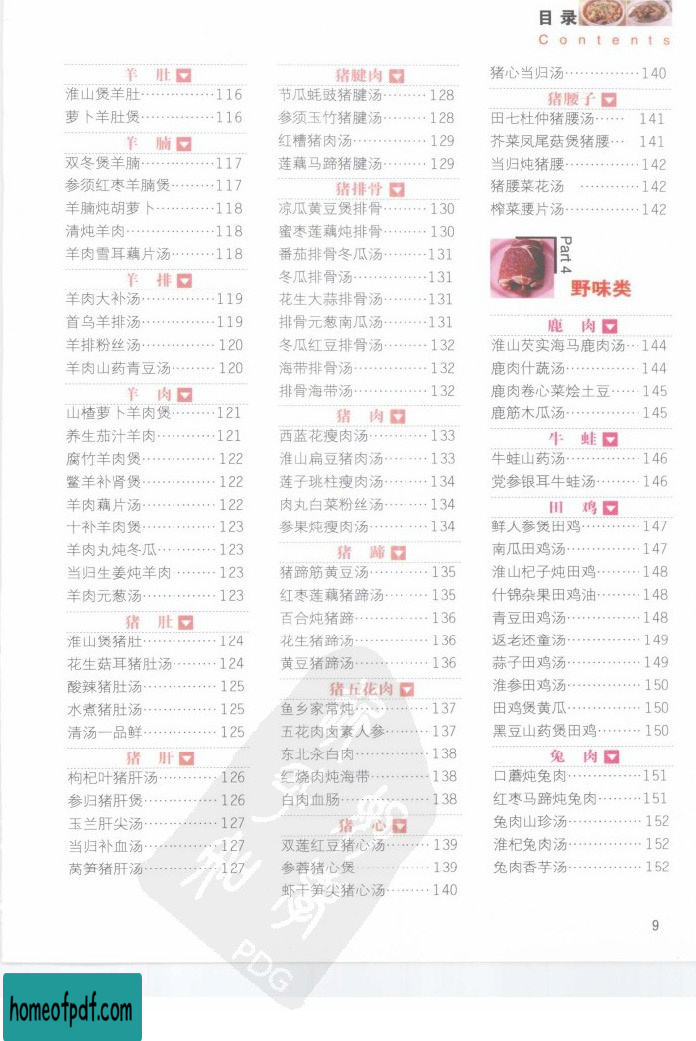 目录
Contents
羊 肚
淮山煲羊肚……………116
萝卜羊肚煲……………116
羊 腩
双冬煲羊腩……………117
参须红枣羊腩煲………117
羊腩炖胡萝卜…………118
清炖羊肉………………118
羊肉雪耳藕片汤………118
羊 排
羊肉大补汤……………119
首乌羊排汤……………119
羊排粉丝汤……………120
羊肉山药青豆汤………120
羊 肉
山楂萝卜羊肉煲………121
养生茄汁羊肉…………121
腐竹羊肉煲……………122
鳖羊补肾煲……………122
羊肉藕片汤……………122
十补羊肉煲……………123
羊肉丸炖冬瓜…………123
当归生姜炖羊肉………123
羊肉元葱汤……………123
猪 肚
淮山煲猪肚……………124
花生菇耳猪肚汤………124
酸辣猪肚汤……………125
水煮猪肚汤……………125
清汤一品鲜……………125
猪 肝
枸杞叶猪肝汤…………126
参归猪肝煲……………126
玉兰肝尖汤……………127
当归补血汤……………127
莴笋猪肝汤……………127
猪腱肉
节瓜蚝豉猪腱汤………128
参须玉竹猪腱汤………128
红糟猪肉汤……………129
莲藕马蹄猪腱汤………129
猪排骨
凉瓜黄豆煲排骨………130
蜜枣莲藕炖排骨………130
番茄排骨冬瓜汤………131
冬瓜排骨汤……………131
花生大蒜排骨汤………131
排骨元葱南瓜汤………131
冬瓜红豆排骨汤………132
海带排骨汤……………132
排骨海带汤……………132
猪 肉
西蓝花瘦肉汤…………133
淮山扁豆猪肉汤………133
莲子珧柱瘦肉汤………134
肉丸白菜粉丝汤………134
参果炖瘦肉汤…………134
猪 蹄
猪蹄筋黄豆汤…………135
红枣莲藕猪蹄汤………135
百合炖猪蹄……………136
花生猪蹄汤……………136
黄豆猪蹄汤……………136
猪五花肉
鱼乡家常炖……………137
五花肉卤素人参………137
东北汆白肉……………138
红烧肉炖海带…………138
白肉血肠………………138
猪 心
双莲红豆猪心汤………139
参蓉猪心煲……………139
虾干笋尖猪心汤………140
猪心当归汤……………140
猪腰子
田七杜仲猪腰汤…… 141
芥菜凤尾菇煲猪腰… 141
当归炖猪腰……………142
猪腰菜花汤 …………142
榨菜腰片汤……………142
Part 4
野味类
鹿 肉
淮山芡实海马鹿肉汤…144
鹿肉什蔬汤……………144
鹿肉卷心菜烩土豆……145
鹿筋木瓜汤……………145
牛 蛙
牛蛙山药汤……………146
党参银耳牛蛙汤………146
田 鸡
鲜人参煲田鸡…………147
南瓜田鸡汤……………147
淮山杞子炖田鸡………148
什锦杂果田鸡油………148
青豆田鸡汤……………148
返老还童汤……………149
蒜子田鸡汤……………149
淮参田鸡汤……………150
田鸡煲黄瓜……………150
黑豆山药煲田鸡………150
兔 肉
口蘑炖兔肉……………151
红枣马蹄炖兔肉………151
兔肉山珍汤……………152
淮杞兔肉汤……………152
兔肉香芋汤……………152
9
PDG
homeofpdf.com